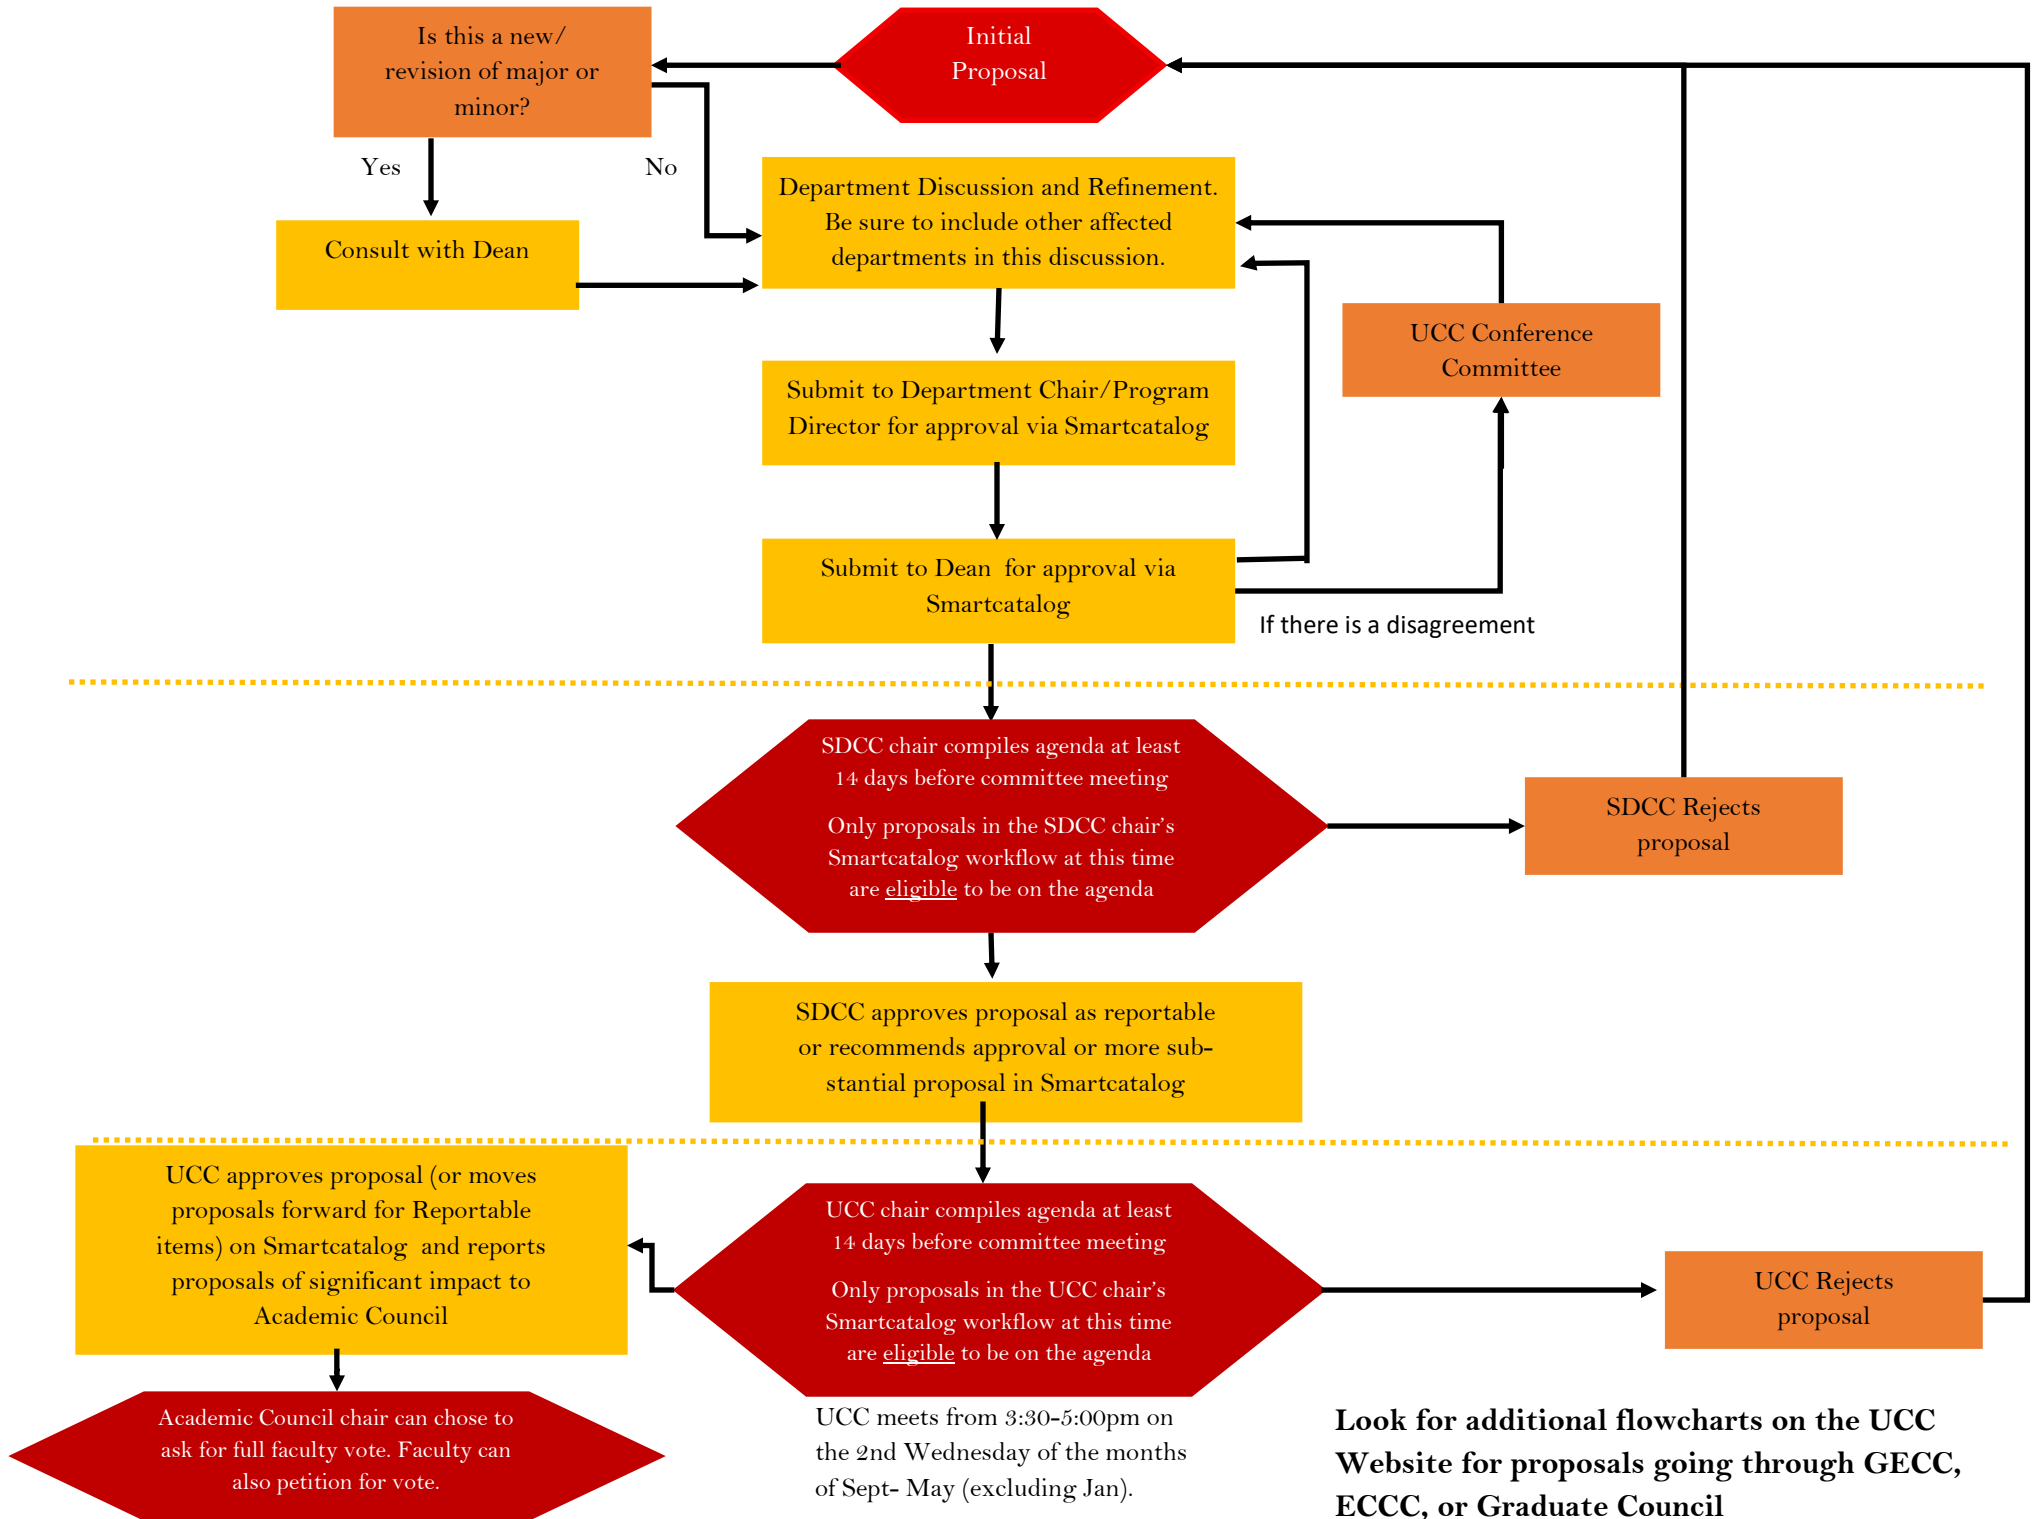 Is this a new/
revision of major or
minor?
Initial
Proposal
Yes
No
Consult with Dean
Department Discussion and Refinement.
Be sure to include other affected
departments in this discussion.
UCC Conference
Committee
Submit to Department Chair/Program
Director for approval via Smartcatalog
Submit to Dean  for approval via
Smartcatalog
If there is a disagreement
SDCC chair compiles agenda at least
14 days before committee meeting
Only proposals in the SDCC chair's
Smartcatalog workflow at this time
are eligible to be on the agenda
SDCC Rejects
proposal
SDCC approves proposal as reportable
or recommends approval or more sub-
stantial proposal in Smartcatalog
UCC approves proposal (or moves
proposals forward for Reportable
items) on Smartcatalog  and reports
proposals of significant impact to
Academic Council
UCC chair compiles agenda at least
14 days before committee meeting
Only proposals in the UCC chair's
Smartcatalog workflow at this time
are eligible to be on the agenda
UCC Rejects
proposal
Academic Council chair can chose to
ask for full faculty vote. Faculty can
also petition for vote.
UCC meets from 3:30-5:00pm on
the 2nd Wednesday of the months
of Sept- May (excluding Jan).
Look for additional flowcharts on the UCC
Website for proposals going through GECC,
ECCC, or Graduate Council